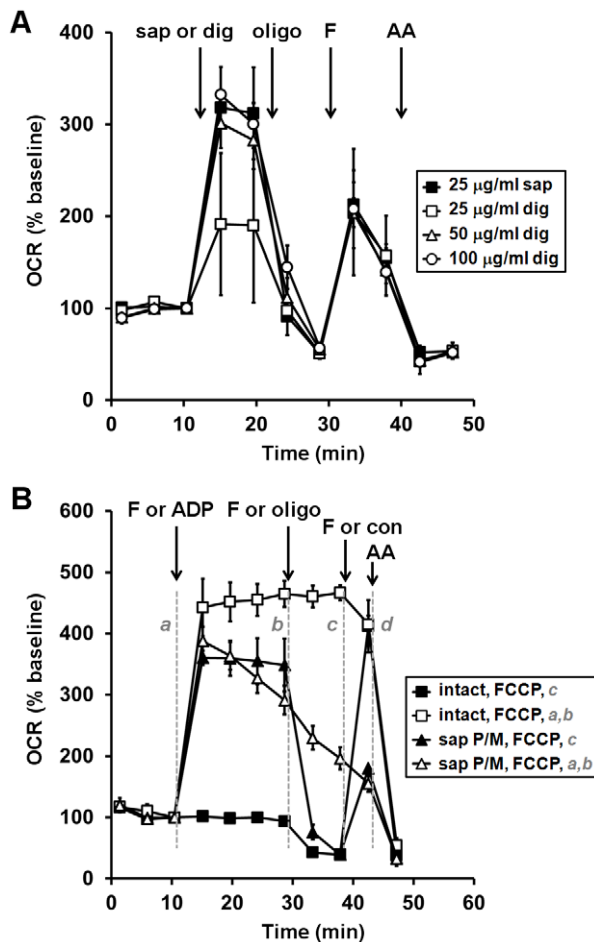 A
sap or dig oligo F AA
OCR (% baseline)
400
300
200
100
0
25 µg/ml sap
25 µg/ml dig
50 µg/ml dig
100 µg/ml dig
0 10 20 30 40 50
Time (min)
B
F or ADP F or oligo
F or con
AA
OCR (% baseline)
600
500
400
300
200
100
0
a b c d
intact, FCCP, c
intact, FCCP, a,b
sap P/M, FCCP, c
sap P/M, FCCP, a,b
0 10 20 30 40 50 60
Time (min)